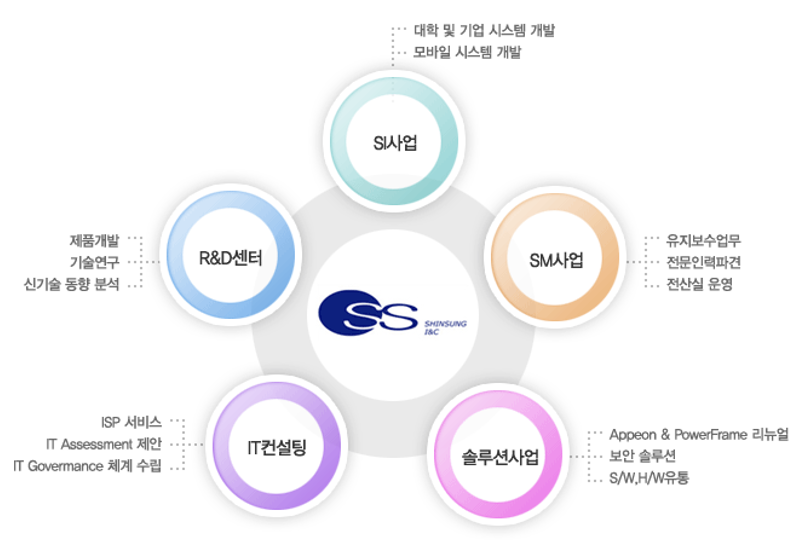 대학 및 기업 시스템 개발
모바일 시스템 개발
SI사업
제품개발
기술연구
신기술 동향 분석
R&D센터
SM사업
유지보수업무
전문인력파견
전산실 운영
SS
SHINSUNG
I&C
ISP 서비스
IT Assessment 제안
IT Govermance 체계 수립
IT컨설팅
솔루션사업
Appeon & PowerFrame 리뉴얼
보안 솔루션
S/W,H/W유통